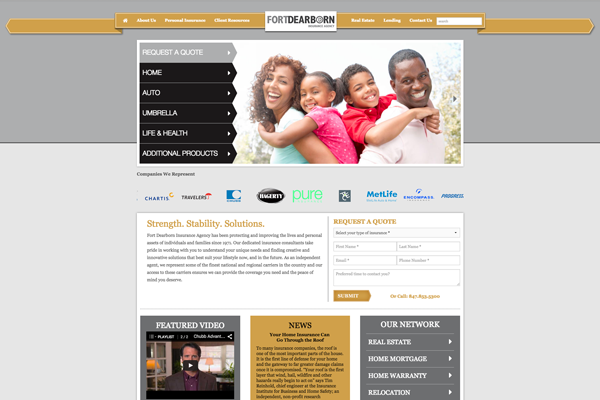 About Us
Personal Insurance
Client Resources
FORTDEARBORN
INSURANCE AGENCY
Real Estate
Lending
Contact Us
REQUEST A QUOTE
HOME
AUTO
UMBRELLA
LIFE & HEALTH
ADDITIONAL PRODUCTS
Companies We Represent
CHARTIS
TRAVELERS
HAGERTY
pure
MetLife
ENCOMPASS
PROGRESS
Strength. Stability. Solutions.
Fort Dearborn Insurance Agency has been protecting and improving the lives and personal
assets of individuals and families since 1971. Our dedicated insurance consultants take
pride in working with you to understand your unique needs and finding creative and
innovative solutions that best suit your lifestyle now, and in the future. As an independent
agent, we represent some of the finest national and regional carriers in the country and our
access to these carriers ensures we can provide the coverage you need and the peace of
mind you deserve.
REQUEST A QUOTE
Select your type of insurance *
First Name *
Last Name *
Email *
Phone Number *
Preferred time to contact you?
SUBMIT
Or Call: 847.853.5300
FEATURED VIDEO
PLAYLIST
Chubb Advant...
NEWS
Your Home Insurance Can
Go Through the Roof
To many insurance companies, the roof is
one of the most important parts of the house.
It is the first line of defense for your home
and the gateway to far greater damage claims
once it is compromised. "Your roof is the first
layer that wind, hail, wildfire and other
hazards really begin to act on" says Tim
Reinhold, chief engineer at the Insurance
Institute for Business and Home Safety; an
independent, non-profit research
OUR NETWORK
REAL ESTATE
HOME MORTGAGE
HOME WARRANTY
RELOCATION